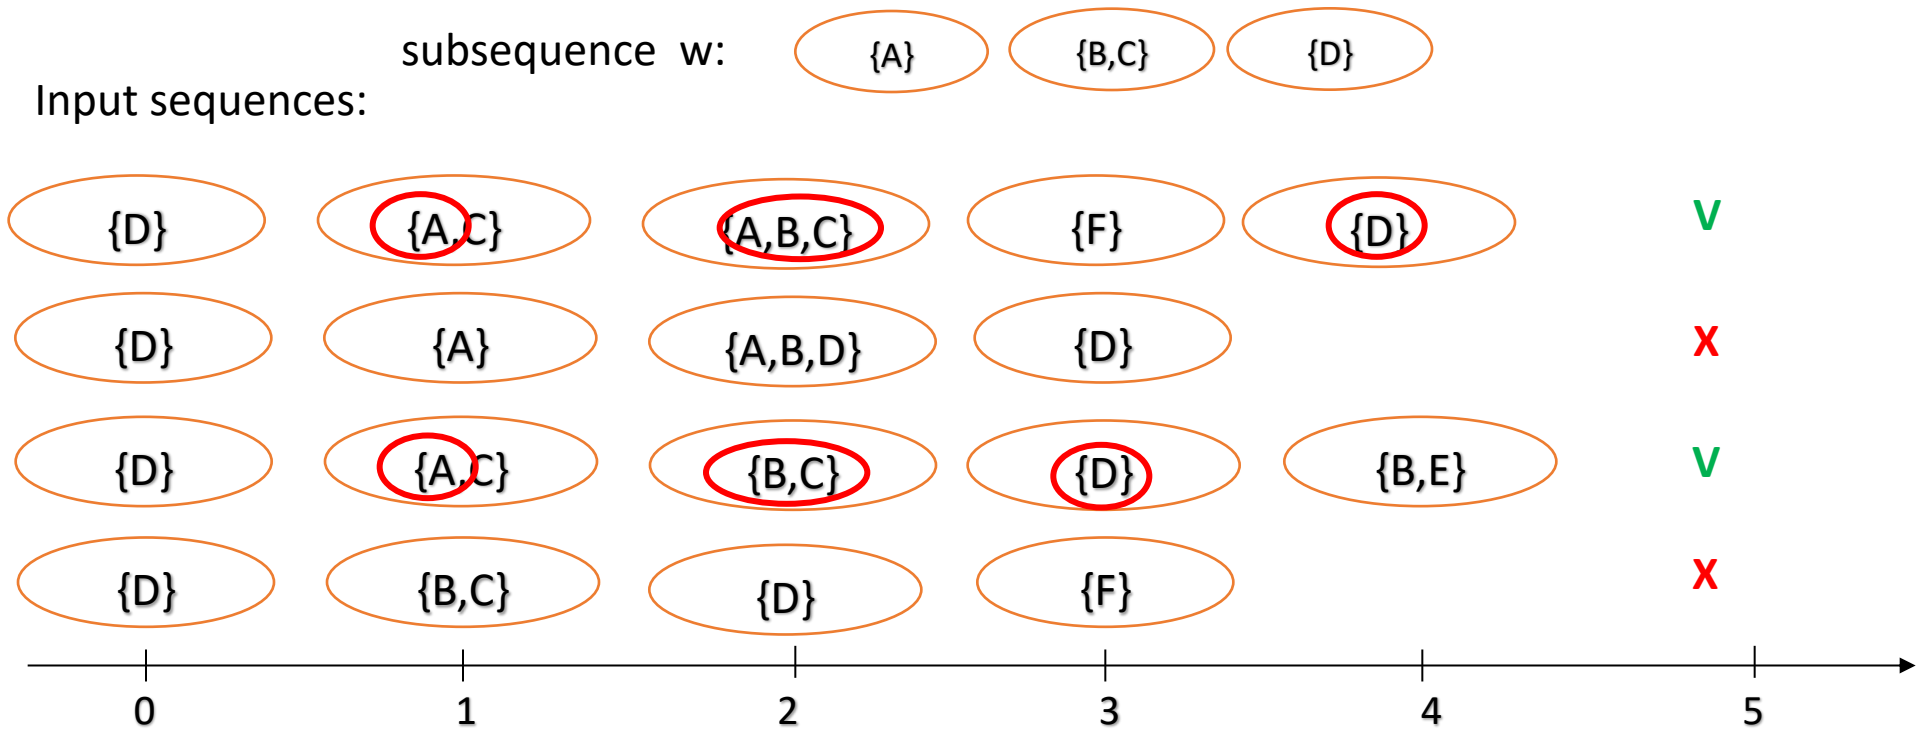 subsequence w: {A} {B,C} {D}
Input sequences:
{D} {A,C} {A,B,C} {F} {D} V
{D} {A} {A,B,D} {D} X
{D} {A,C} {B,C} {D} {B,E} V
{D} {B,C} {D} {F} X
0 1 2 3 4 5